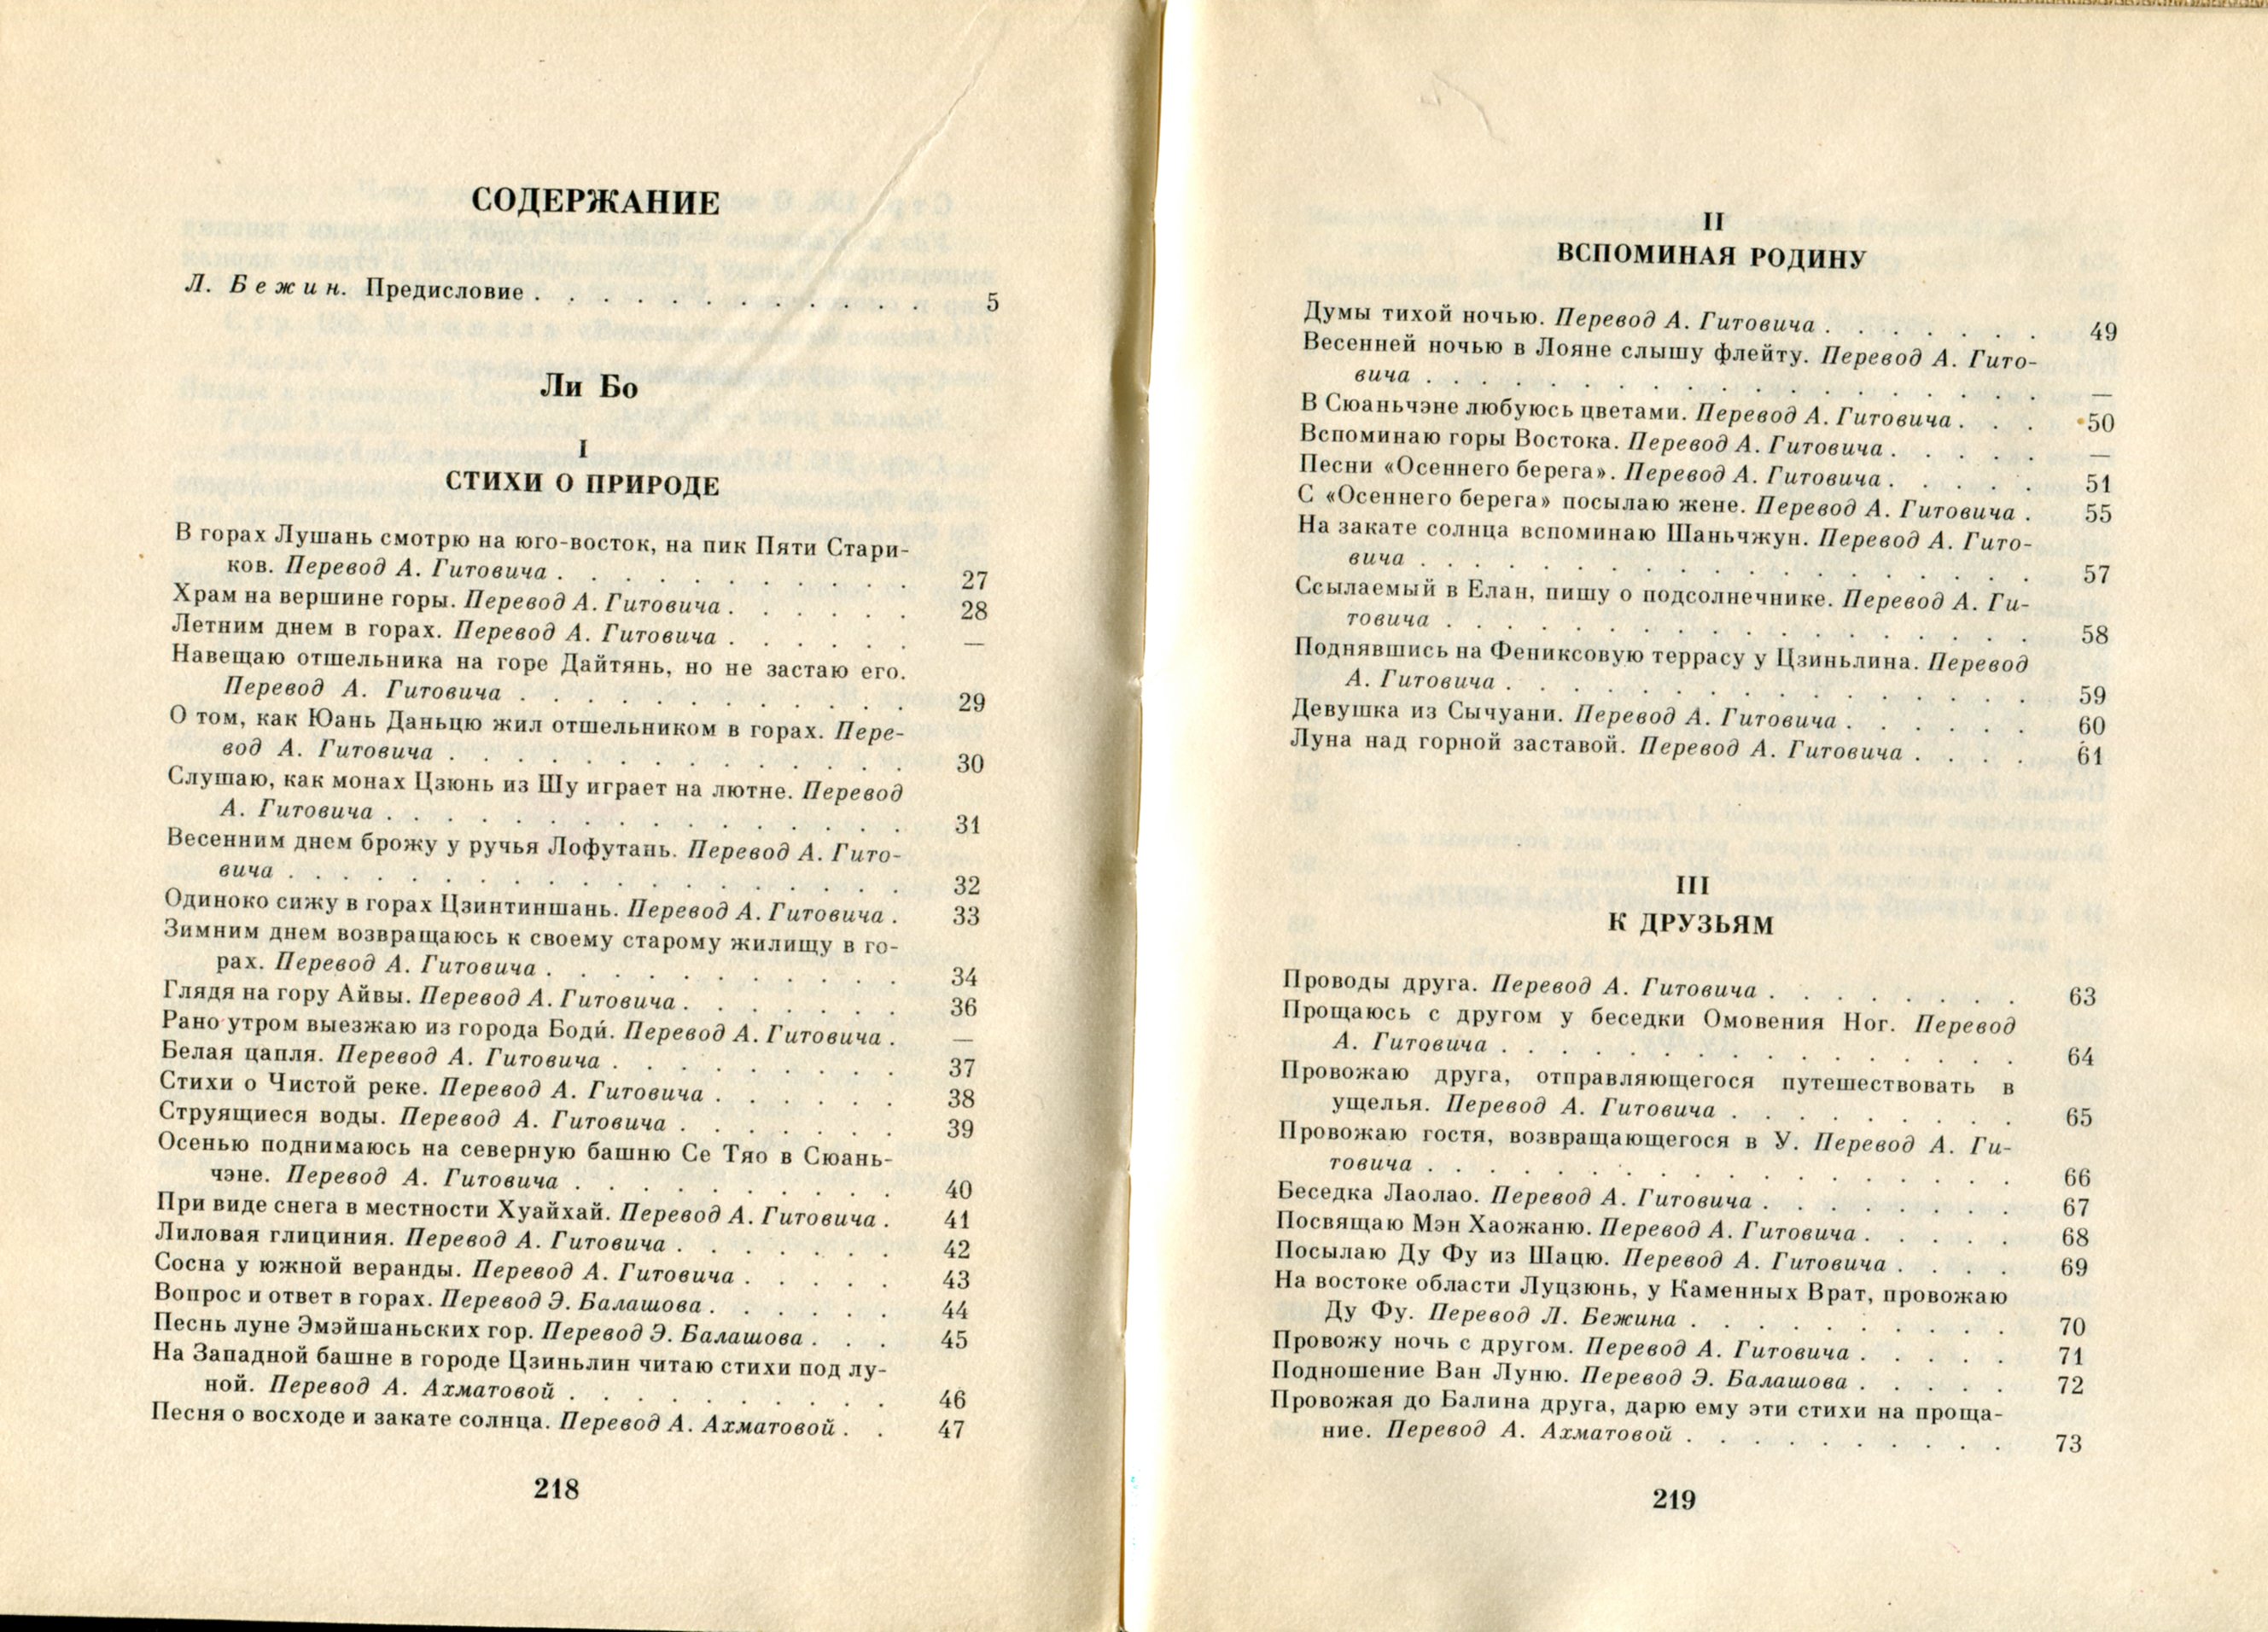 СОДЕРЖАНИЕ
Л. Бежин. Предисловие . . . . . . . . . . . . 5
Ли Бо
I
СТИХИ О ПРИРОДЕ
В горах Лушань смотрю на юго-восток, на пик Пяти Стари-
ков. Перевод А. Гитовича . . . . . . . . . . . 27
Храм на вершине горы. Перевод А. Гитовича . . . . . . 28
Летним днем в горах. Перевод А. Гитовича . . . . . . —
Навещаю отшельника на горе Дайтянь, но не застаю его.
Перевод А. Гитовича . . . . . . . . . . . . 29
О том, как Юань Даньцю жил отшельником в горах. Пере-
вод А. Гитовича . . . . . . . . . . . . . . 30
Слушаю, как монах Цзюнь из Шу играет на лютне. Перевод
А. Гитовича . . . . . . . . . . . . . . . . 31
Весенним днем брожу у ручья Лофутань. Перевод А. Гито-
вича . . . . . . . . . . . . . . . . . . . 32
Одиноко сижу в горах Цзинтиншань. Перевод А. Гитовича . 33
Зимним днем возвращаюсь к своему старому жилищу в го-
рах. Перевод А. Гитовича . . . . . . . . . . . 34
Глядя на гору Айвы. Перевод А. Гитовича . . . . . . . 36
Рано утром выезжаю из города Боди́. Перевод А. Гитовича . —
Белая цапля. Перевод А. Гитовича . . . . . . . . . 37
Стихи о Чистой реке. Перевод А. Гитовича . . . . . . 38
Струящиеся воды. Перевод А. Гитовича . . . . . . . 39
Осенью поднимаюсь на северную башню Се Тяо в Сюань-
чэне. Перевод А. Гитовича . . . . . . . . . . 40
При виде снега в местности Хуайхай. Перевод А. Гитовича . 41
Лиловая глициния. Перевод А. Гитовича . . . . . . . 42
Сосна у южной веранды. Перевод А. Гитовича . . . . . 43
Вопрос и ответ в горах. Перевод Э. Балашова . . . . . . 44
Песнь луне Эмэйшаньских гор. Перевод Э. Балашова . . . 45
На Западной башне в городе Цзиньлин читаю стихи под лу-
ной. Перевод А. Ахматовой . . . . . . . . . . 46
Песня о восходе и закате солнца. Перевод А. Ахматовой . . 47
218
II
ВСПОМИНАЯ РОДИНУ
Думы тихой ночью. Перевод А. Гитовича . . . . . . . 49
Весенней ночью в Лояне слышу флейту. Перевод А. Гито-
вича . . . . . . . . . . . . . . . . . . . —
В Сюаньчэне любуюсь цветами. Перевод А. Гитовича . . . 50
Вспоминаю горы Востока. Перевод А. Гитовича . . . . . —
Песни «Осеннего берега». Перевод А. Гитовича . . . . . 51
С «Осеннего берега» посылаю жене. Перевод А. Гитовича . 55
На закате солнца вспоминаю Шаньчжун. Перевод А. Гито-
вича . . . . . . . . . . . . . . . . . . . 57
Ссылаемый в Елан, пишу о подсолнечнике. Перевод А. Ги-
товича . . . . . . . . . . . . . . . . . . 58
Поднявшись на Фениксовую террасу у Цзиньлина. Перевод
А. Гитовича . . . . . . . . . . . . . . . . 59
Девушка из Сычуани. Перевод А. Гитовича . . . . . . 60
Луна над горной заставой. Перевод А. Гитовича . . . . 61
III
К ДРУЗЬЯМ
Проводы друга. Перевод А. Гитовича . . . . . . . . 63
Прощаюсь с другом у беседки Омовения Ног. Перевод
А. Гитовича . . . . . . . . . . . . . . . . 64
Провожаю друга, отправляющегося путешествовать в
ущелья. Перевод А. Гитовича . . . . . . . . . 65
Провожаю гостя, возвращающегося в У. Перевод А. Ги-
товича . . . . . . . . . . . . . . . . . . 66
Беседка Лаолао. Перевод А. Гитовича . . . . . . . . 67
Посвящаю Мэн Хаожаню. Перевод А. Гитовича . . . . . 68
Посылаю Ду Фу из Шацю. Перевод А. Гитовича . . . . 69
На востоке области Луцзюнь, у Каменных Врат, провожаю
Ду Фу. Перевод Л. Бежина . . . . . . . . . . 70
Провожу ночь с другом. Перевод А. Гитовича . . . . . 71
Подношение Ван Луню. Перевод Э. Балашова . . . . . 72
Провожая до Балина друга, дарю ему эти стихи на проща-
ние. Перевод А. Ахматовой . . . . . . . . . . 73
219